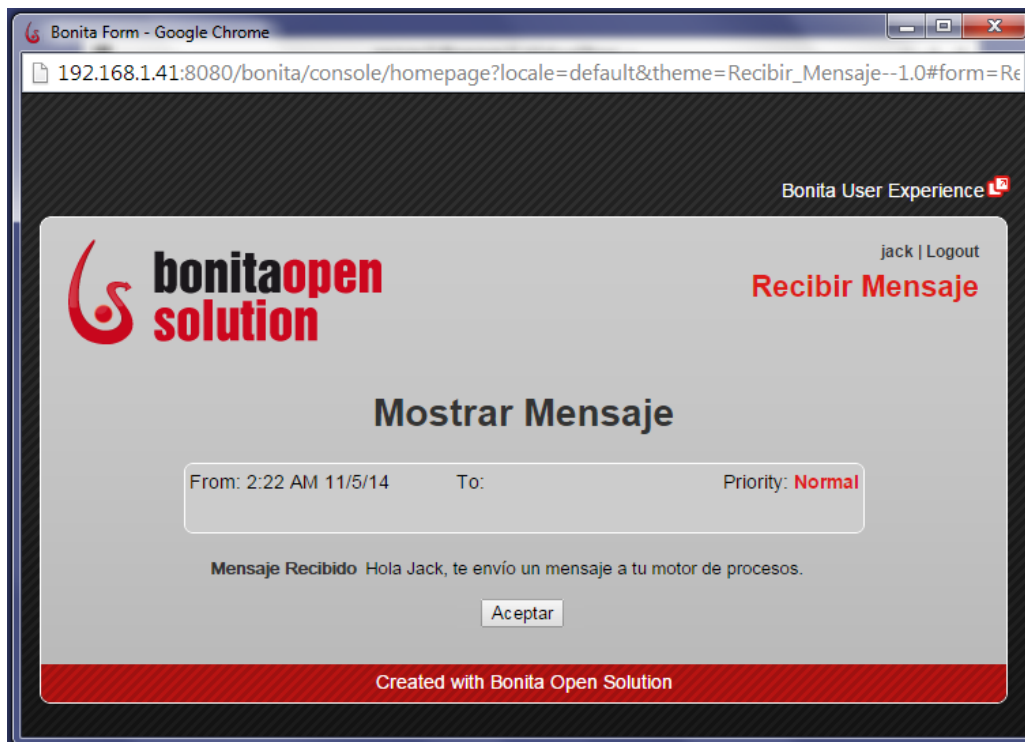 Bonita Form - Google Chrome
192.168.1.41:8080/bonita/console/homepage?locale=default&theme=Recibir_Mensaje--1.0#form=Re
Bonita User Experience
jack | Logout
bonitaopen
solution
Recibir Mensaje
Mostrar Mensaje
From: 2:22 AM 11/5/14 To: Priority: Normal
Mensaje Recibido Hola Jack, te envío un mensaje a tu motor de procesos.
Aceptar
Created with Bonita Open Solution